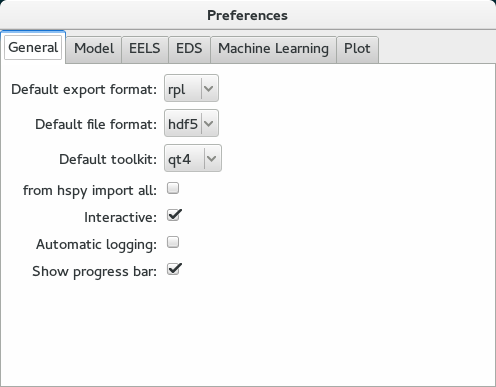 Preferences
General Model EELS EDS Machine Learning Plot
Default export format: rpl
Default file format: hdf5
Default toolkit: qt4
from hspy import all:
Interactive:
Automatic logging:
Show progress bar: